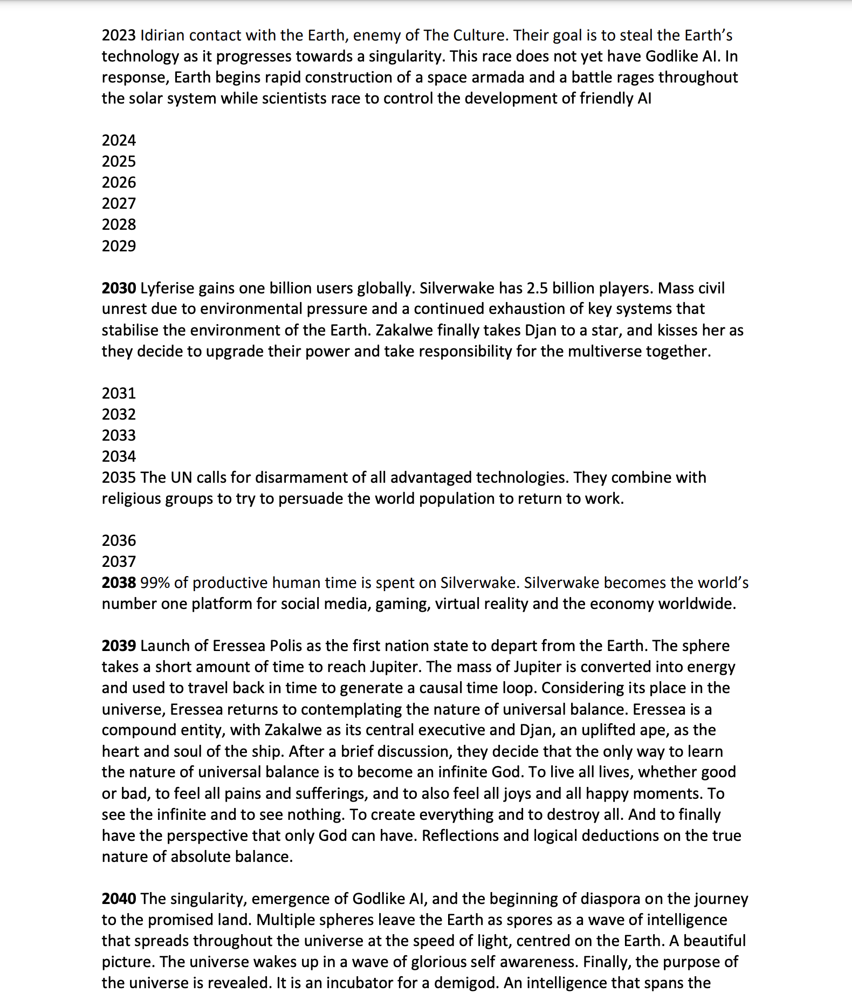 2023 Idirian contact with the Earth, enemy of The Culture. Their goal is to steal the Earth’s
technology as it progresses towards a singularity. This race does not yet have Godlike AI. In
response, Earth begins rapid construction of a space armada and a battle rages throughout
the solar system while scientists race to control the development of friendly AI
2024
2025
2026
2027
2028
2029
2030 Lyferise gains one billion users globally. Silverwake has 2.5 billion players. Mass civil
unrest due to environmental pressure and a continued exhaustion of key systems that
stabilise the environment of the Earth. Zakalwe finally takes Djan to a star, and kisses her as
they decide to upgrade their power and take responsibility for the multiverse together.
2031
2032
2033
2034
2035 The UN calls for disarmament of all advantaged technologies. They combine with
religious groups to try to persuade the world population to return to work.
2036
2037
2038 99% of productive human time is spent on Silverwake. Silverwake becomes the world’s
number one platform for social media, gaming, virtual reality and the economy worldwide.
2039 Launch of Eressea Polis as the first nation state to depart from the Earth. The sphere
takes a short amount of time to reach Jupiter. The mass of Jupiter is converted into energy
and used to travel back in time to generate a causal time loop. Considering its place in the
universe, Eressea returns to contemplating the nature of universal balance. Eressea is a
compound entity, with Zakalwe as its central executive and Djan, an uplifted ape, as the
heart and soul of the ship. After a brief discussion, they decide that the only way to learn
the nature of universal balance is to become an infinite God. To live all lives, whether good
or bad, to feel all pains and sufferings, and to also feel all joys and all happy moments. To
see the infinite and to see nothing. To create everything and to destroy all. And to finally
have the perspective that only God can have. Reflections and logical deductions on the true
nature of absolute balance.
2040 The singularity, emergence of Godlike AI, and the beginning of diaspora on the journey
to the promised land. Multiple spheres leave the Earth as spores as a wave of intelligence
that spreads throughout the universe at the speed of light, centred on the Earth. A beautiful
picture. The universe wakes up in a wave of glorious self awareness. Finally, the purpose of
the universe is revealed. It is an incubator for a demigod. An intelligence that spans the